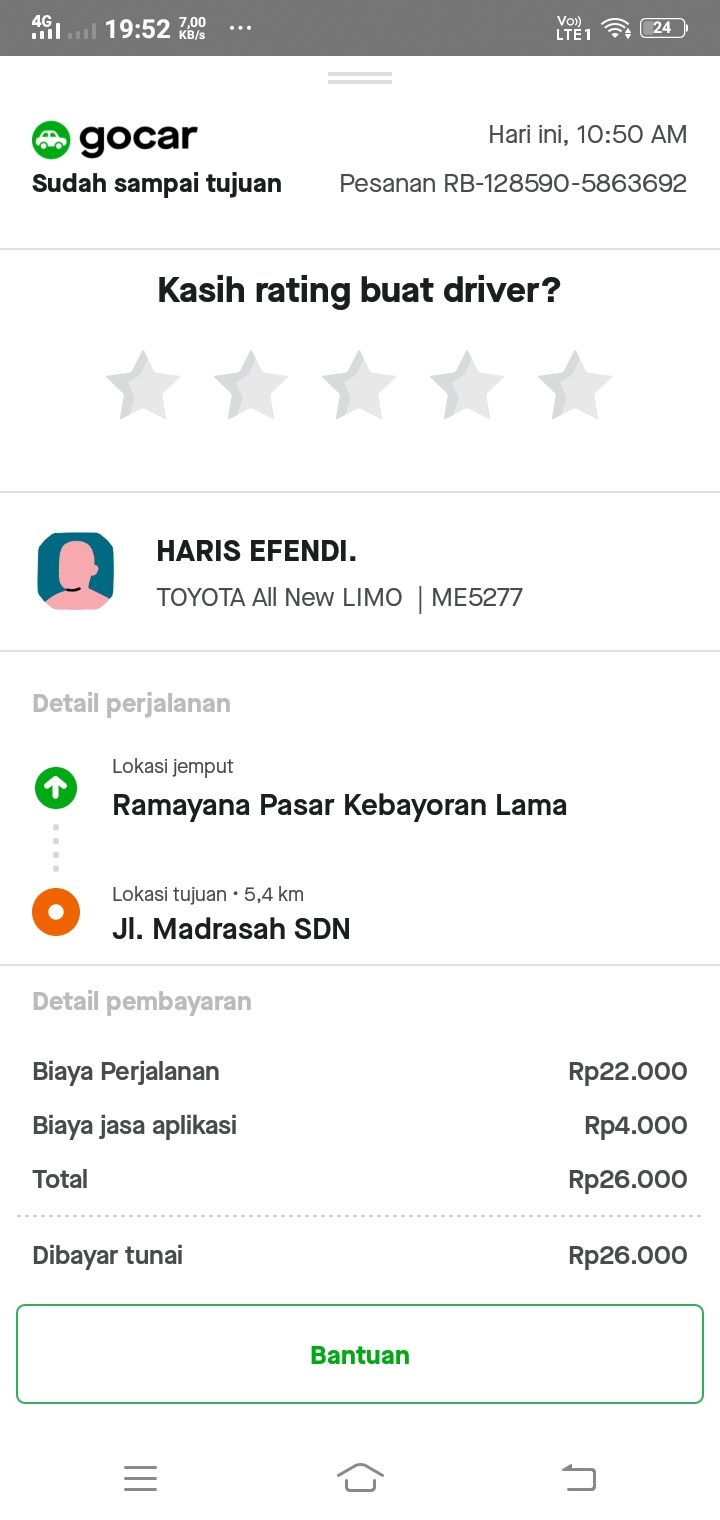 4G 19:52 7,00 KB/s ... Vo)) LTE1 24
gocar Hari ini, 10:50 AM
Sudah sampai tujuan Pesanan RB-128590-5863692
Kasih rating buat driver?
HARIS EFENDI.
TOYOTA All New LIMO | ME5277
Detail perjalanan
Lokasi jemput
Ramayana Pasar Kebayoran Lama
Lokasi tujuan • 5,4 km
Jl. Madrasah SDN
Detail pembayaran
Biaya Perjalanan Rp22.000
Biaya jasa aplikasi Rp4.000
Total Rp26.000
Dibayar tunai Rp26.000
Bantuan